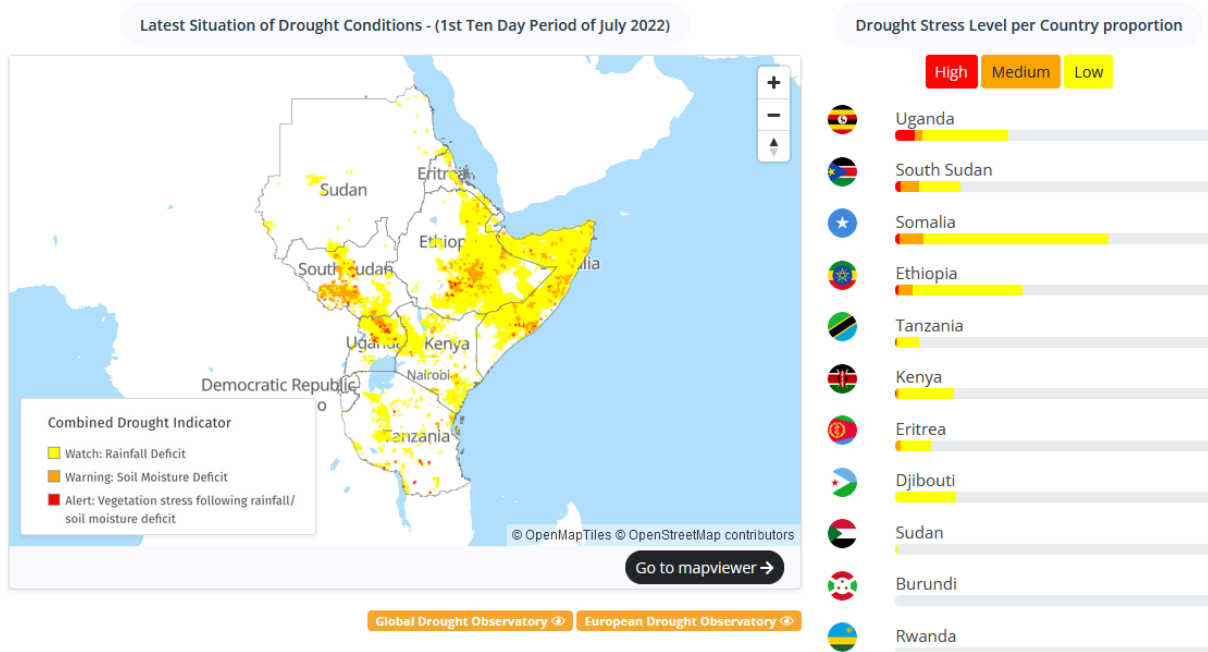 Latest Situation of Drought Conditions - (1st Ten Day Period of July 2022)
Drought Stress Level per Country proportion
High Medium Low
Uganda
South Sudan
Somalia
Ethiopia
Tanzania
Kenya
Eritrea
Djibouti
Sudan
Burundi
Rwanda
Sudan
South Sudan
Uganda
Kenya
Nairobi
Democratic Republic
o
Tanzania
Combined Drought Indicator
Watch: Rainfall Deficit
Warning: Soil Moisture Deficit
Alert: Vegetation stress following rainfall/
soil moisture deficit
© OpenMapTiles © OpenStreetMap contributors
Go to mapviewer
Global Drought Observatory
European Drought Observatory